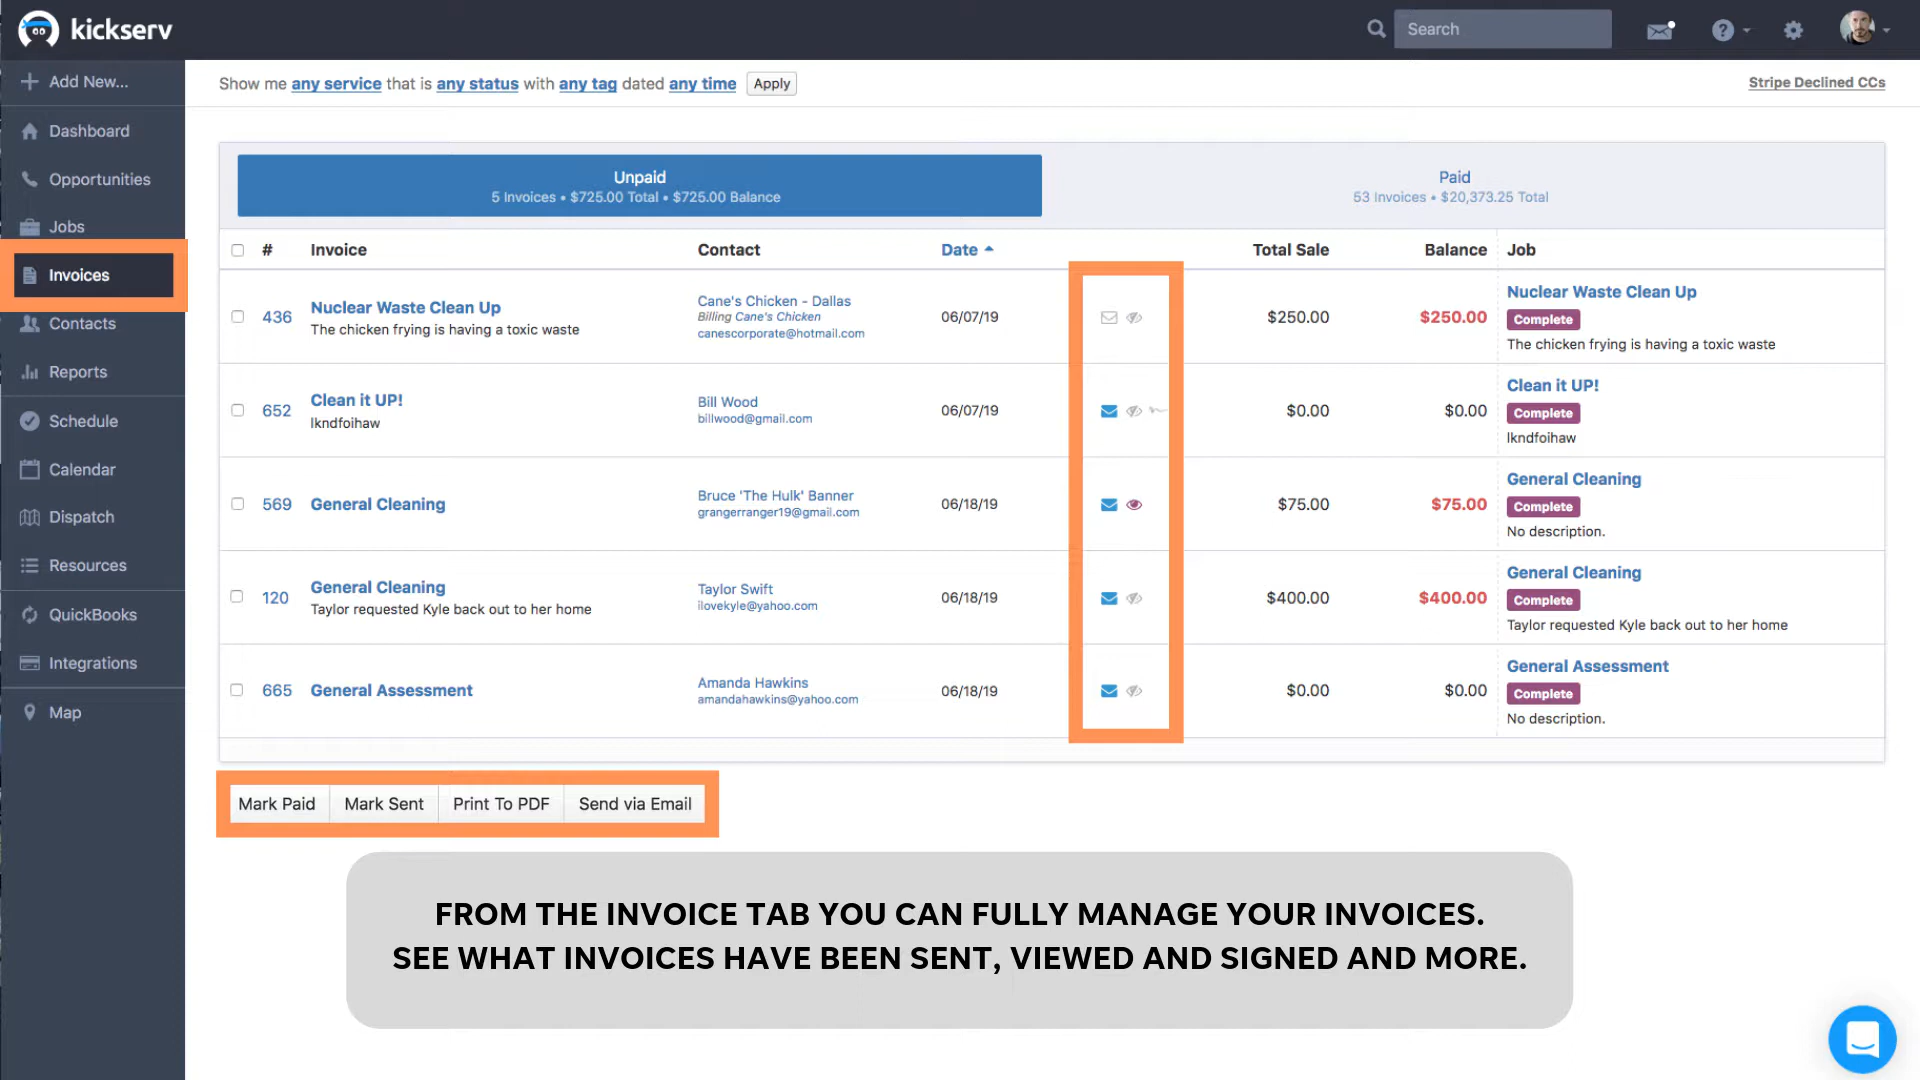 kickserv
Search
Add New...
Dashboard
Opportunities
Jobs
Invoices
Contacts
Reports
Schedule
Calendar
Dispatch
Resources
QuickBooks
Integrations
Map
Show me any service that is any status with any tag dated any time Apply
Stripe Declined CCs
Unpaid
5 Invoices • $725.00 Total • $725.00 Balance
Paid
53 Invoices • $20,373.25 Total
# Invoice Contact Date Total Sale Balance Job
436
Nuclear Waste Clean Up
The chicken frying is having a toxic waste
Cane's Chicken - Dallas
Billing Cane's Chicken
canescorporate@hotmail.com
06/07/19
$250.00
$250.00
Nuclear Waste Clean Up
Complete
The chicken frying is having a toxic waste
652
Clean it UP!
lkndfoihaw
Bill Wood
billwood@gmail.com
06/07/19
$0.00
$0.00
Clean it UP!
Complete
lkndfoihaw
569
General Cleaning
Bruce 'The Hulk' Banner
grangerranger19@gmail.com
06/18/19
$75.00
$75.00
General Cleaning
Complete
No description.
120
General Cleaning
Taylor requested Kyle back out to her home
Taylor Swift
ilovekyle@yahoo.com
06/18/19
$400.00
$400.00
General Cleaning
Complete
Taylor requested Kyle back out to her home
665
General Assessment
Amanda Hawkins
amandahawkins@yahoo.com
06/18/19
$0.00
$0.00
General Assessment
Complete
No description.
Mark Paid
Mark Sent
Print To PDF
Send via Email
FROM THE INVOICE TAB YOU CAN FULLY MANAGE YOUR INVOICES.
SEE WHAT INVOICES HAVE BEEN SENT, VIEWED AND SIGNED AND MORE.